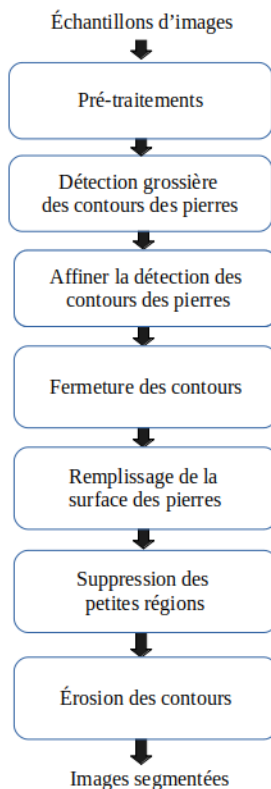 Échantillons d'images
Pré-traitements
Détection grossière
des contours des pierres
Affiner la détection des
contours des pierres
Fermeture des contours
Remplissage de la
surface des pierres
Suppression des
petites régions
Érosion des contours
Images segmentées